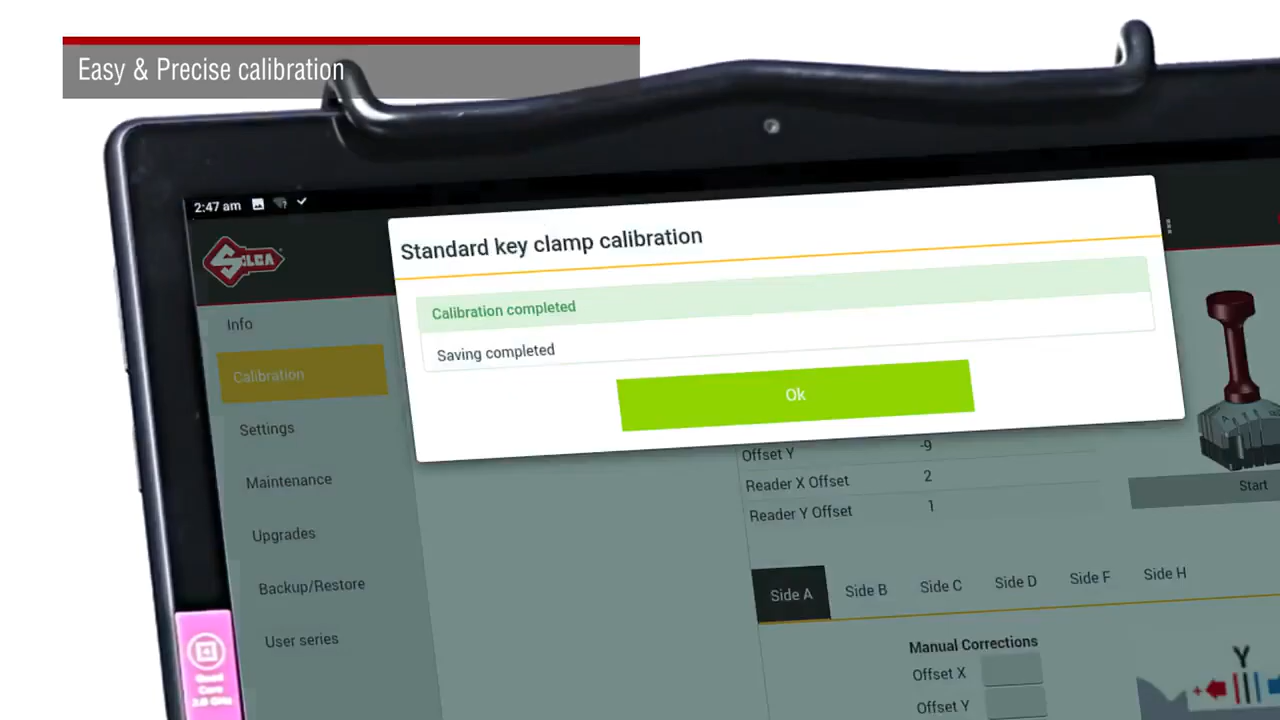 Easy & Precise calibration
2:47 am
SILCA
Standard key clamp calibration
Info
Calibration completed
Calibration
Saving completed
Ok
Settings
Offset Y -9
Maintenance
Reader X Offset 2
Start
Reader Y Offset 1
Upgrades
Side A Side B Side C Side D Side F Side H
Backup/Restore
User series
Manual Corrections
Offset X
Y
Offset Y
+